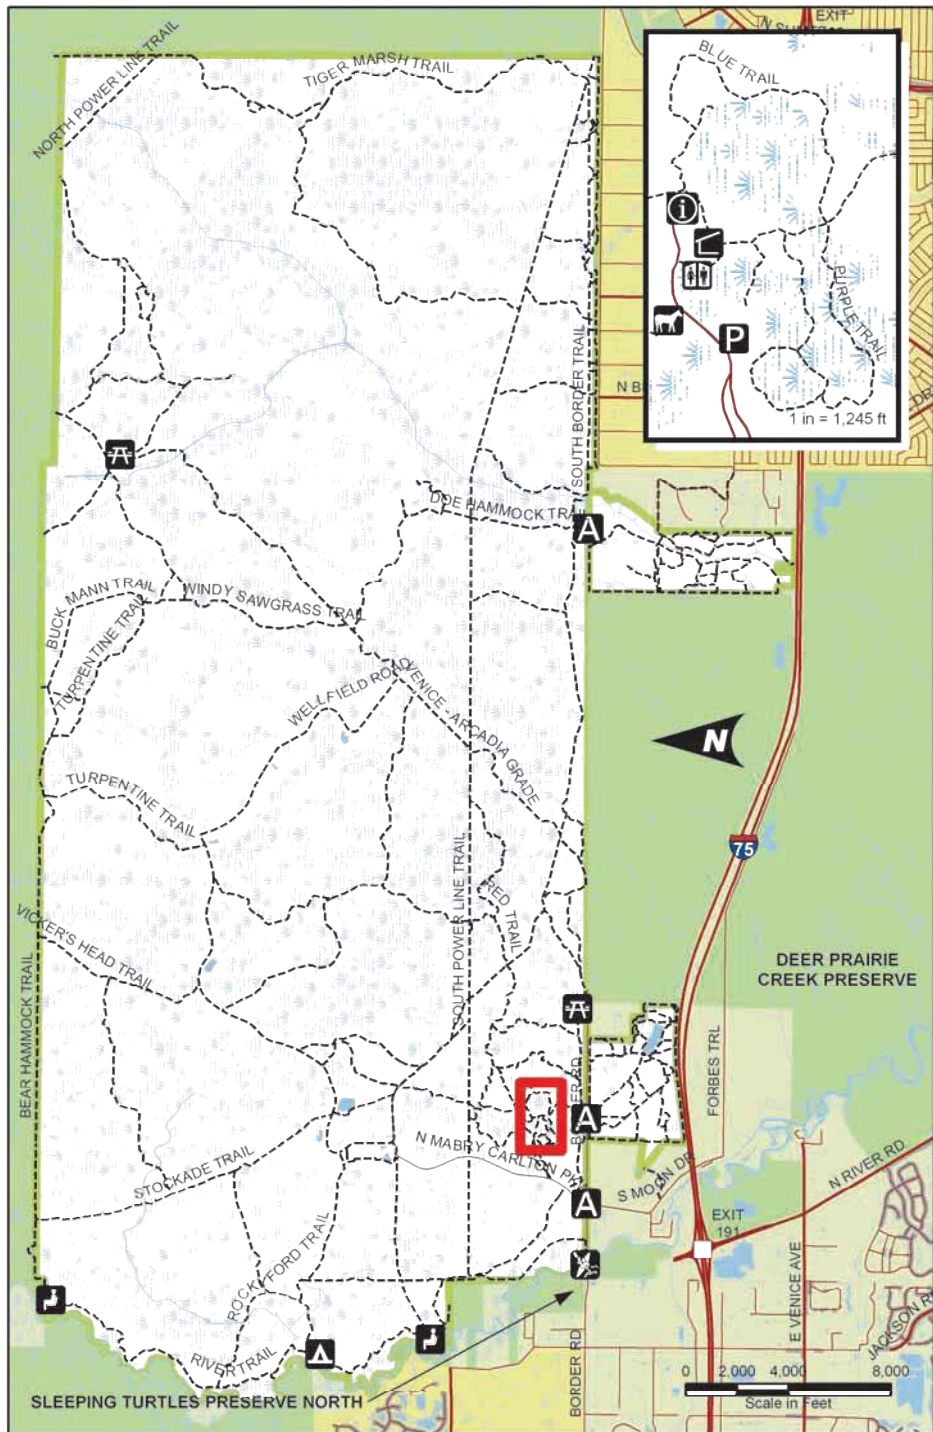 EXIT
NORTH POWER LINE TRAIL
TIGER MARSH TRAIL
BLUE TRAIL
i
PURPLE TRAIL
P
1 in = 1,245 ft
SOUTH BORDER TRAIL
DOE HAMMOCK TRAIL
A
BUCK MANN TRAIL
WINDY SAWGRASS TRAIL
TURPENTINE TRAIL
WELLFIELD ROAD
VENICE - ARCADIA GRADE
N
TURPENTINE TRAIL
75
SOUTH POWER LINE TRAIL
RED TRAIL
VICKER'S HEAD TRAIL
DEER PRAIRIE
CREEK PRESERVE
BEAR HAMMOCK TRAIL
FORBES TRL
A
N MABRY CARLTON
STOCKADE TRAIL
S MOON DR
N RIVER RD
A
EXIT
191
ROCKY FORD TRAIL
E VENICE AVE
RIVER TRAIL
BORDER RD
0 2,000 4,000 8,000
Scale in Feet
SLEEPING TURTLES PRESERVE NORTH